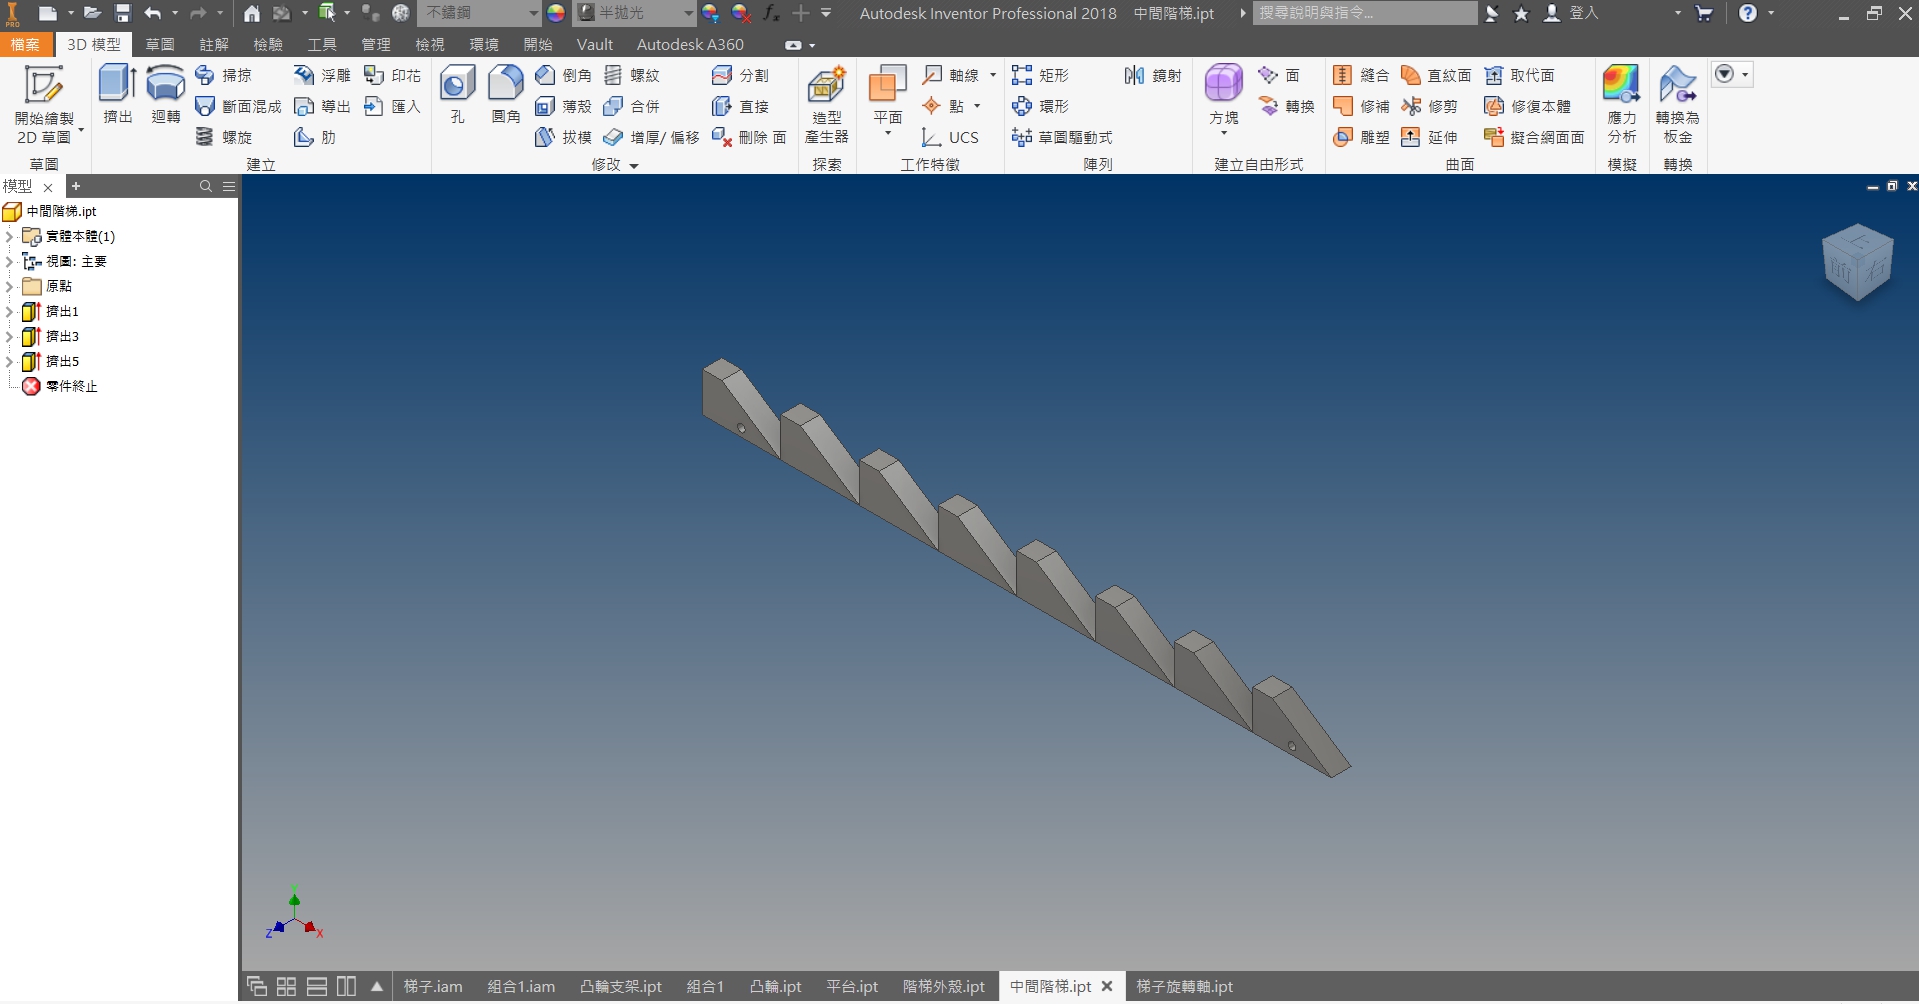 PRO 不鏽鋼 半拋光 fx Autodesk Inventor Professional 2018 中間階梯.ipt 搜尋說明與指令... 登入
檔案 3D 模型 草圖 註解 檢驗 工具 管理 檢視 環境 開始 Vault Autodesk A360
開始繪製 2D 草圖 擠出 迴轉 掃掠 浮雕 印花 孔 圓角 倒角 螺紋 分割 造型產生器 平面 軸線 矩形 鏡射 方塊 面 縫合 直紋面 取代面 應力分析 轉換為板金
斷面混成 導出 匯入 薄殼 合併 直接 點 環形 轉換 修補 修剪 修復本體
螺旋 肋 拔模 增厚/ 偏移 刪除 面 UCS 草圖驅動式 雕塑 延伸 擬合網面面
草圖 建立 修改 探索 工作特徵 陣列 建立自由形式 曲面 模擬 轉換
模型
中間階梯.ipt
實體本體(1)
視圖: 主要
原點
擠出1
擠出3
擠出5
零件終止
上
前 右
Z X
梯子.iam 組合1.iam 凸輪支架.ipt 組合1 凸輪.ipt 平台.ipt 階梯外殼.ipt 中間階梯.ipt 梯子旋轉軸.ipt